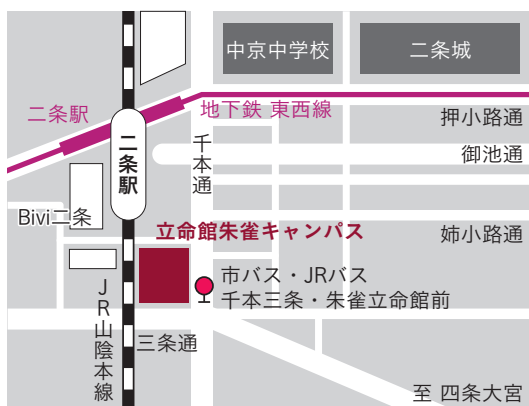 中京中学校
二条城
二条駅
地下鉄 東西線
押小路通
二条駅
千本通
御池通
Bivi二条
立命館朱雀キャンパス
姉小路通
市バス・JRバス
千本三条・朱雀立命館前
JR山陰本線
三条通
至 四条大宮